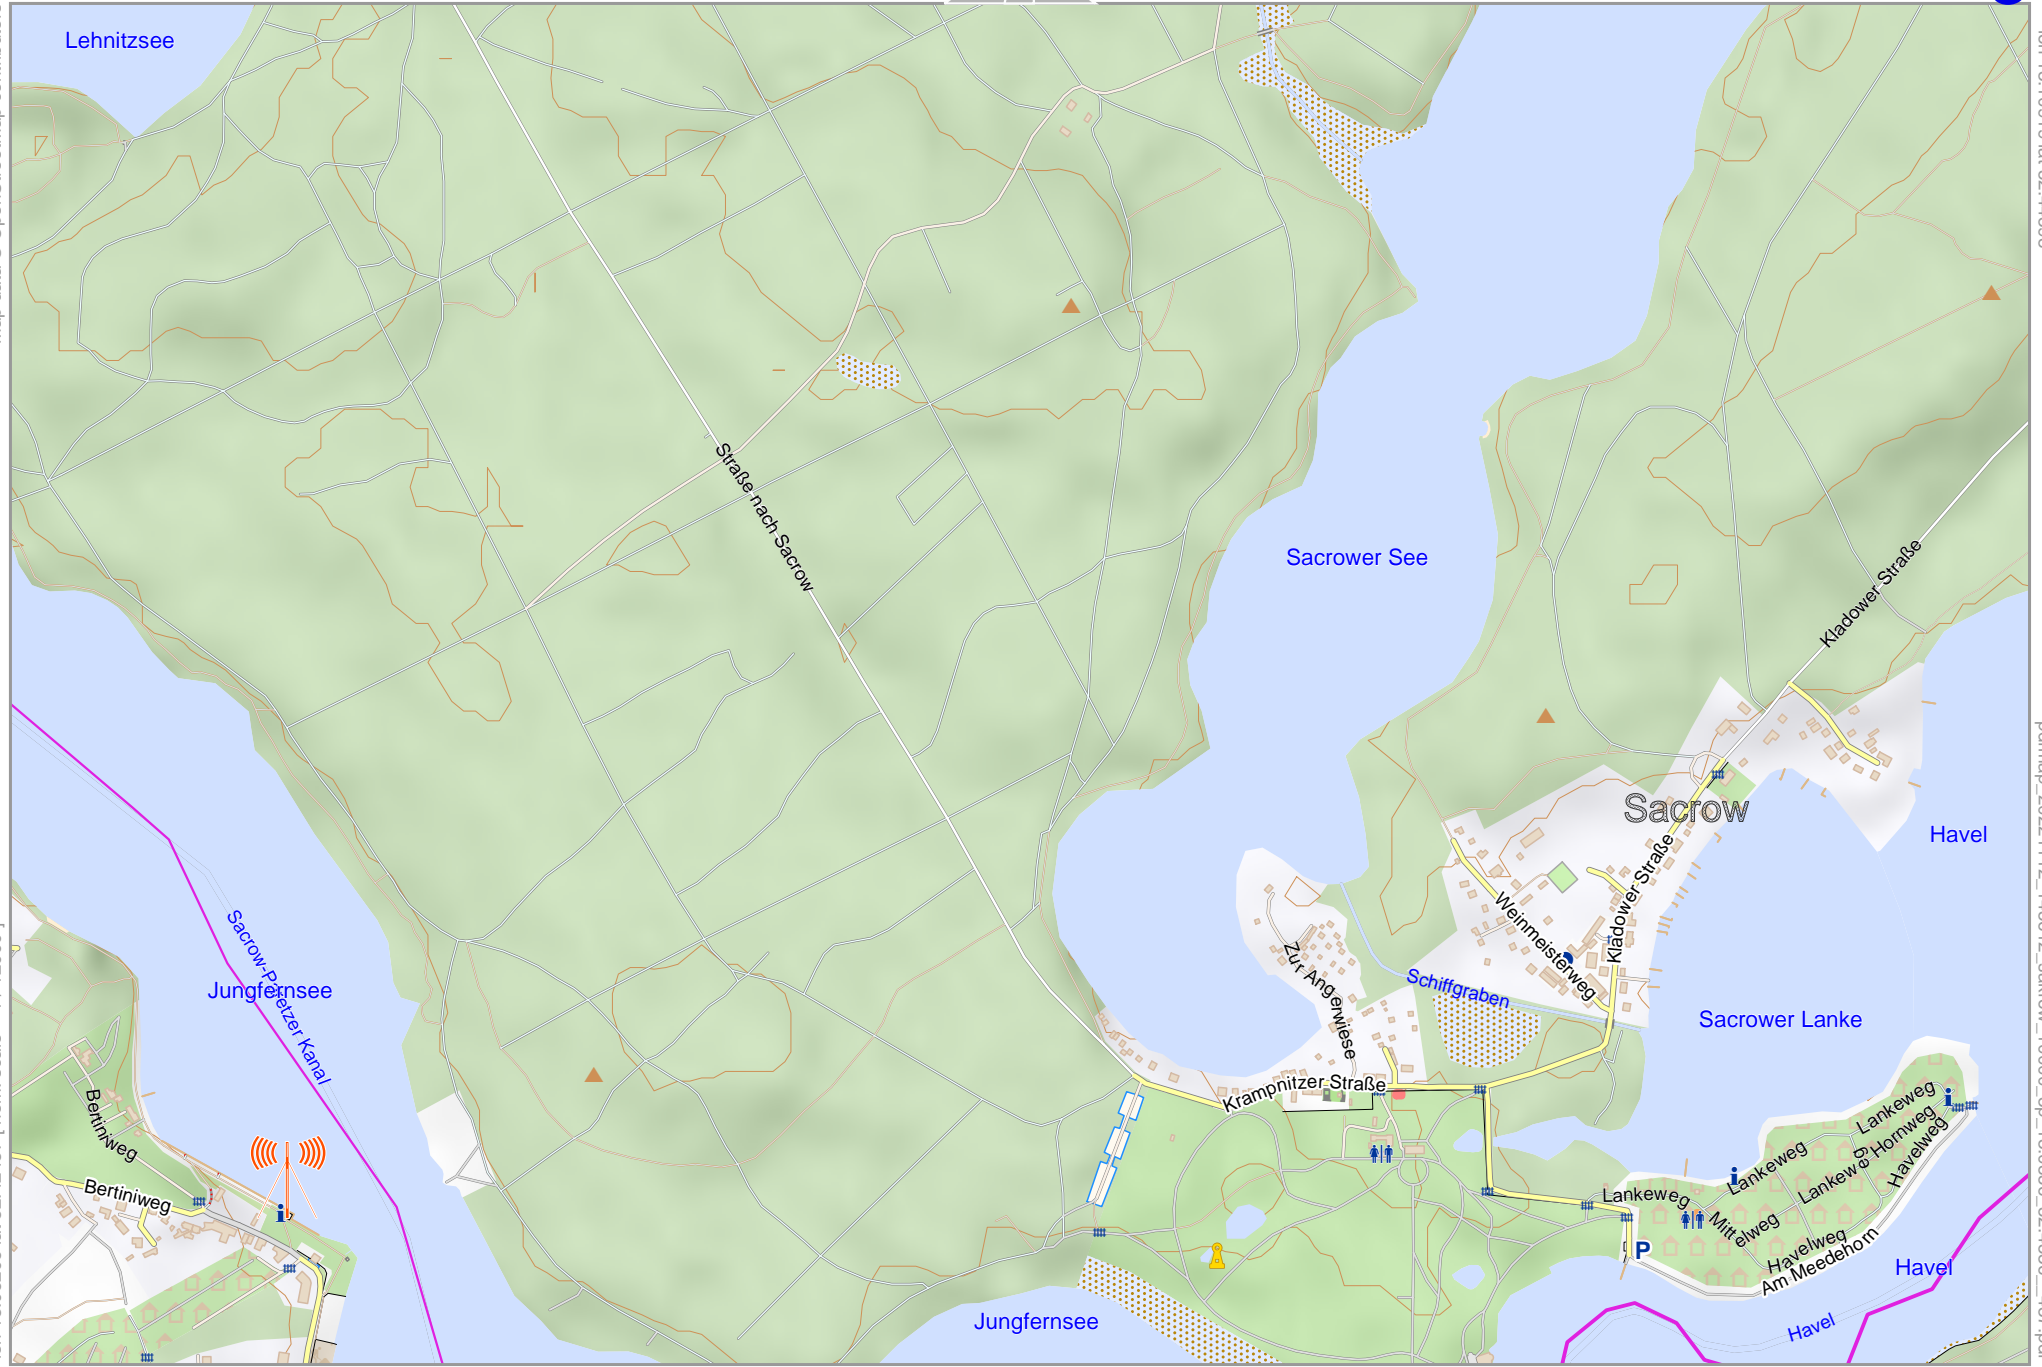 Lehnitzsee
Straße nach Sacrow
Sacrower See
Kladower Straße
Sacrow
Havel
Kladower Straße
Weinmeisterweg
Zur Angerwiese
Schiffgraben
Sacrow-Paretzer Kanal
Jungfernsee
Sacrower Lanke
Krampnitzer Straße
Bertiniweg
Bertiniweg
Lankeweg
Hornweg
Havelweg
Lankeweg
Lankeweg
Lankeweg
Mittelweg
Havelweg
Am Meedehorn
P
Havel
Havel
Jungfernsee